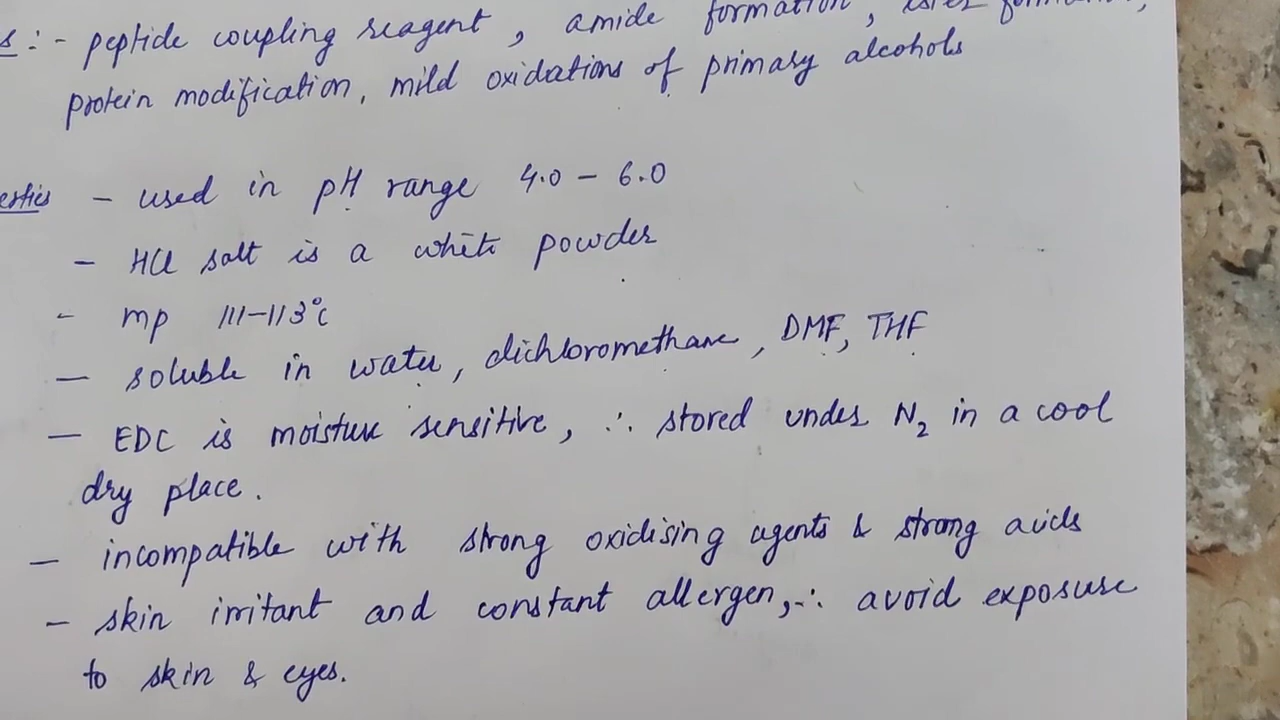 s :- peptide coupling reagent, amide formation,
protein modification, mild oxidations of primary alcohols
erties - used in pH range 4.0 - 6.0
- HCl salt is a white powder
- mp 111-113°C
- soluble in water, dichloromethane, DMF, THF
- EDC is moisture sensitive, ∴ stored under N₂ in a cool
dry place.
- incompatible with strong oxidising agents & strong acids
- skin irritant and constant allergen, ∴ avoid exposure
to skin & eyes.